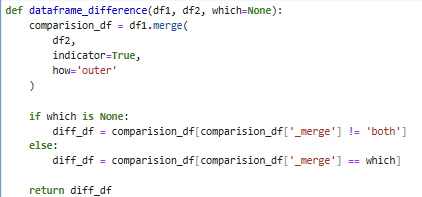 def dataframe_difference(df1, df2, which=None):
    comparision_df = df1.merge(
        df2,
        indicator=True,
        how='outer'
    )

    if which is None:
        diff_df = comparision_df[comparision_df['_merge'] != 'both']
    else:
        diff_df = comparision_df[comparision_df['_merge'] == which]

    return diff_df